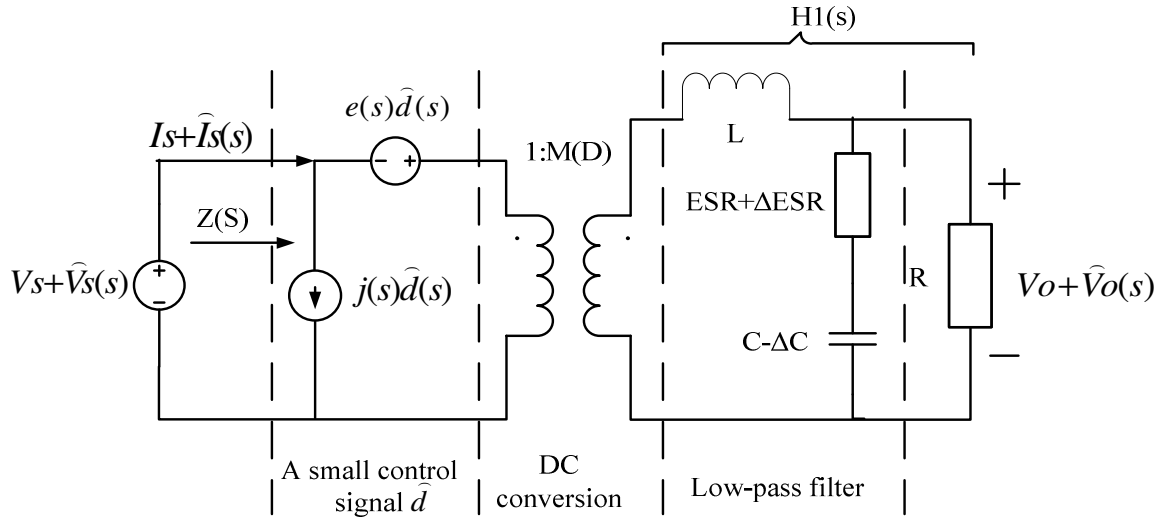 H1(s)
e(s)d̂(s)
Is+Îs(s)
1:M(D)
L
Z(S)
ESR+ΔESR
+
Vs+V̂s(s)
j(s)d̂(s)
R
Vo+V̂o(s)
C-ΔC
−
A small control
signal d̂
DC
conversion
Low-pass filter